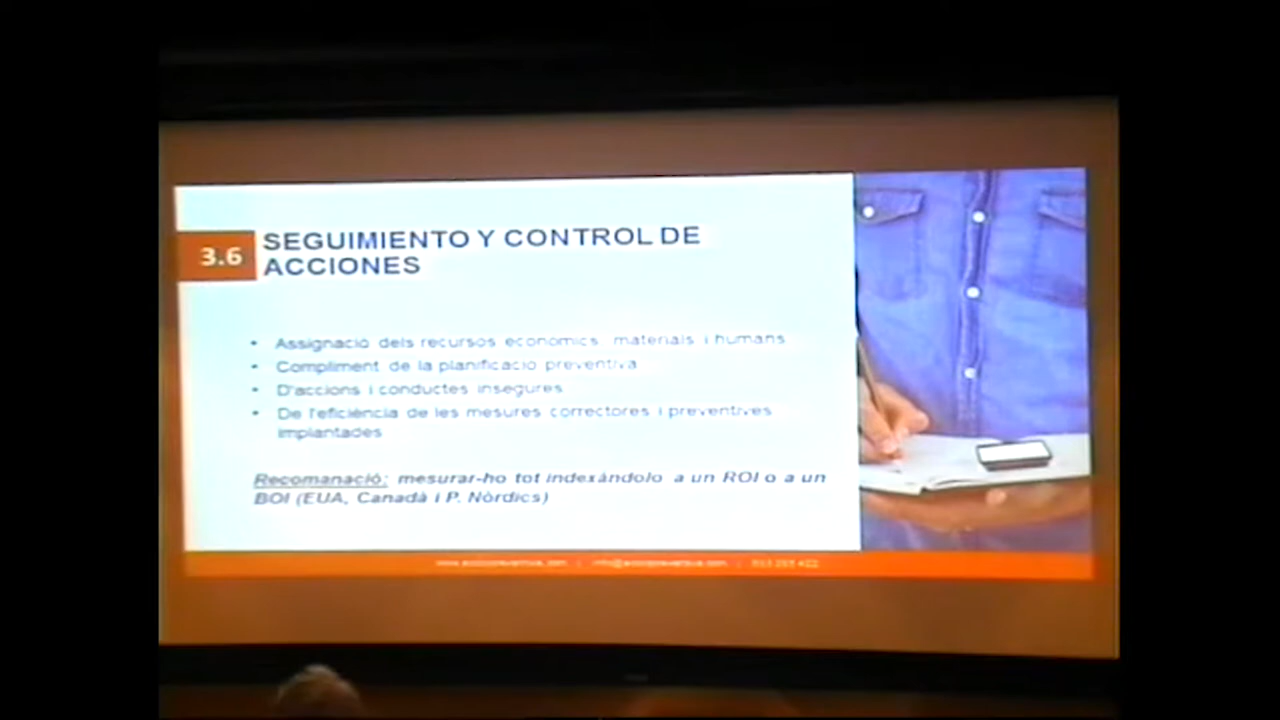 3.6
SEGUIMIENTO Y CONTROL DE
ACCIONES
• Assignació dels recursos econòmics, materials i humans
• Compliment de la planificació preventiva
• D'accions i conductes insegures
• De l'eficiència de les mesures correctores i preventives
implantades
Recomanació: mesurar-ho tot indexándolo a un ROI o a un
BOI (EUA, Canadà i P. Nòrdics)